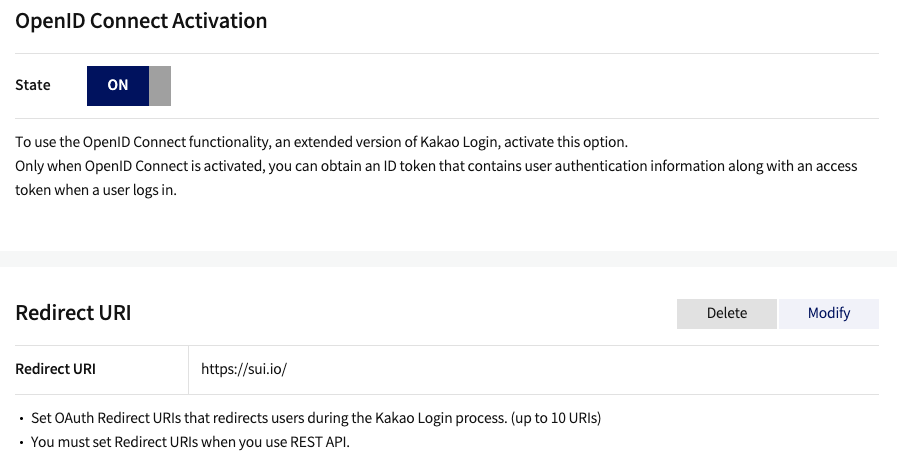 OpenID Connect Activation
State
ON
To use the OpenID Connect functionality, an extended version of Kakao Login, activate this option.
Only when OpenID Connect is activated, you can obtain an ID token that contains user authentication information along with an access
token when a user logs in.
Redirect URI
Delete
Modify
Redirect URI
https://sui.io/
• Set OAuth Redirect URIs that redirects users during the Kakao Login process. (up to 10 URIs)
• You must set Redirect URIs when you use REST API.